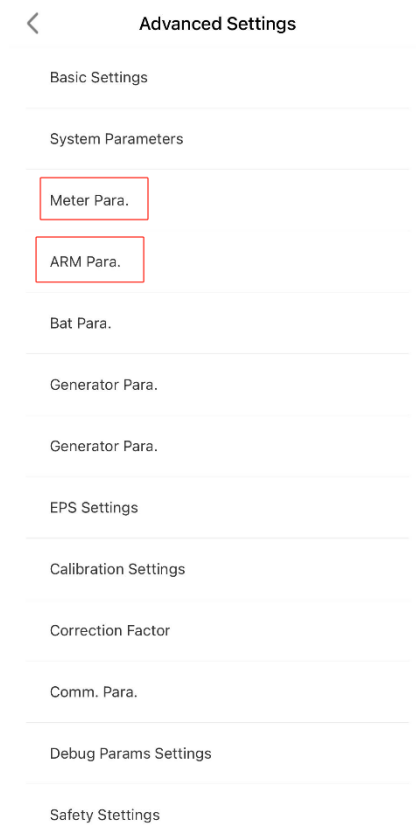 Advanced Settings
Basic Settings
System Parameters
Meter Para.
ARM Para.
Bat Para.
Generator Para.
Generator Para.
EPS Settings
Calibration Settings
Correction Factor
Comm. Para.
Debug Params Settings
Safety Stettings